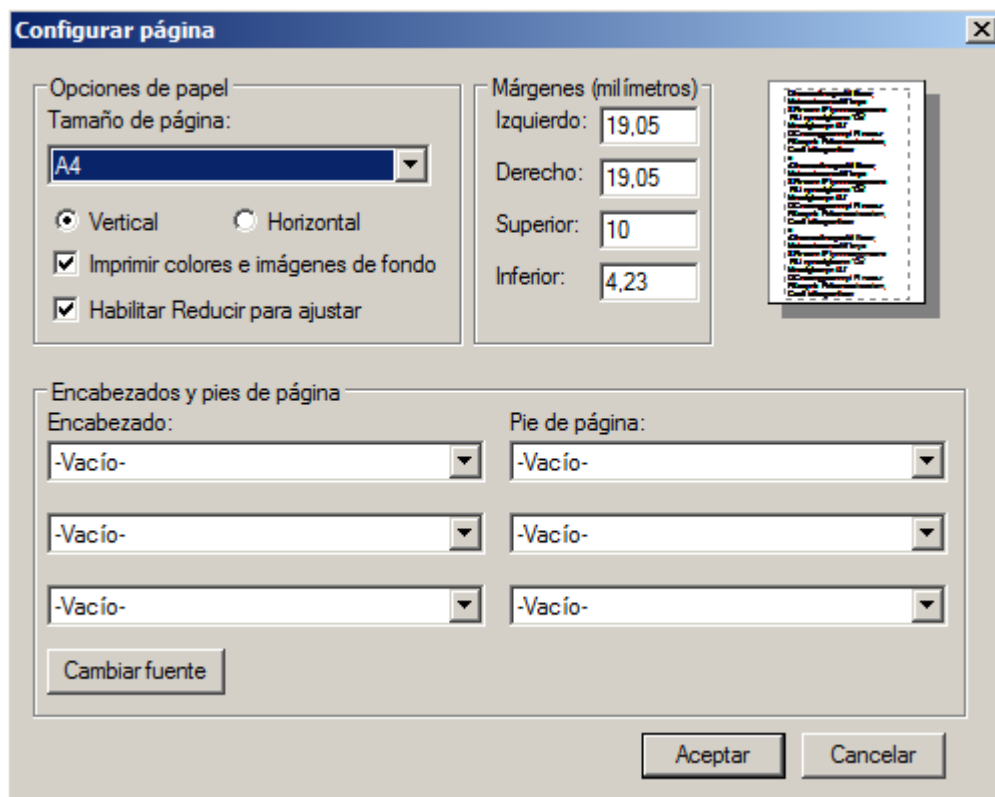 Configurar página
Opciones de papel
Tamaño de página:
A4
Vertical
Horizontal
Imprimir colores e imágenes de fondo
Habilitar Reducir para ajustar
Márgenes (milímetros)
Izquierdo: 19,05
Derecho: 19,05
Superior: 10
Inferior: 4,23
Encabezados y pies de página
Encabezado:
Pie de página:
-Vacío-
-Vacío-
-Vacío-
-Vacío-
-Vacío-
-Vacío-
Cambiar fuente
Aceptar
Cancelar